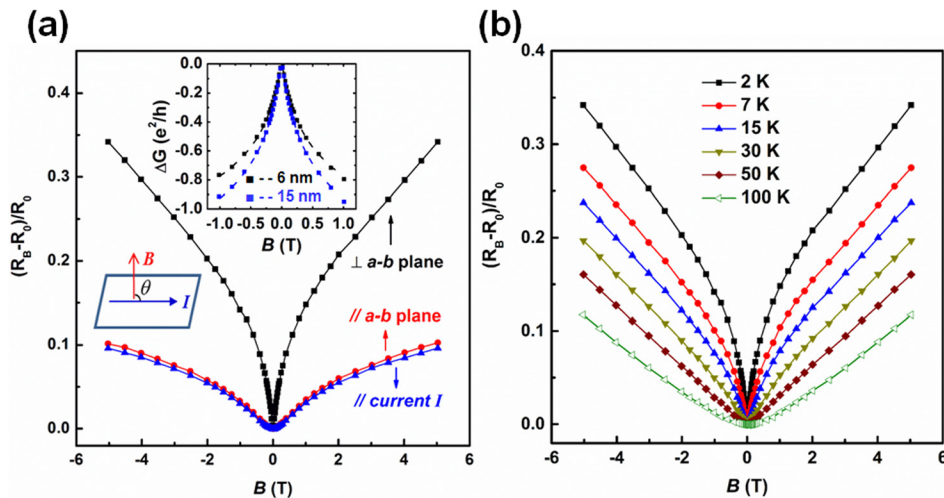 (a)
(R_B-R_0)/R_0
0.4
0.3
0.2
0.1
0.0
-6 -4 -2 0 2 4 6
B (T)
ΔG (e²/h)
0.0
-0.2
-0.4
-0.6
-0.8
-1.0
-1.0 -0.5 0.0 0.5 1.0
B (T)
6 nm
15 nm
⊥ a-b plane
B
θ
I
// a-b plane
// current I
(b)
(R_B-R_0)/R_0
0.4
0.3
0.2
0.1
0.0
-6 -4 -2 0 2 4 6
B (T)
2 K
7 K
15 K
30 K
50 K
100 K